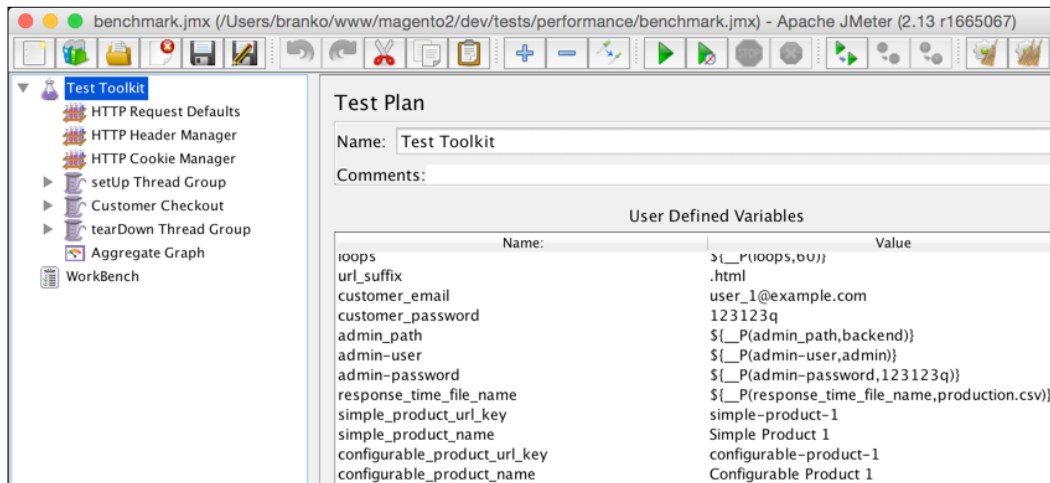 benchmark.jmx (/Users/branko/www/magento2/dev/tests/performance/benchmark.jmx) - Apache JMeter (2.13 r1665067)
Test Toolkit
HTTP Request Defaults
HTTP Header Manager
HTTP Cookie Manager
setUp Thread Group
Customer Checkout
tearDown Thread Group
Aggregate Graph
WorkBench
Test Plan
Name: Test Toolkit
Comments:
User Defined Variables
Name: Value
loops ${__P(loops,60)}
url_suffix .html
customer_email user_1@example.com
customer_password 123123q
admin_path ${__P(admin_path,backend)}
admin-user ${__P(admin-user,admin)}
admin-password ${__P(admin-password,123123q)}
response_time_file_name ${__P(response_time_file_name,production.csv)}
simple_product_url_key simple-product-1
simple_product_name Simple Product 1
configurable_product_url_key configurable-product-1
configurable_product_name Configurable Product 1